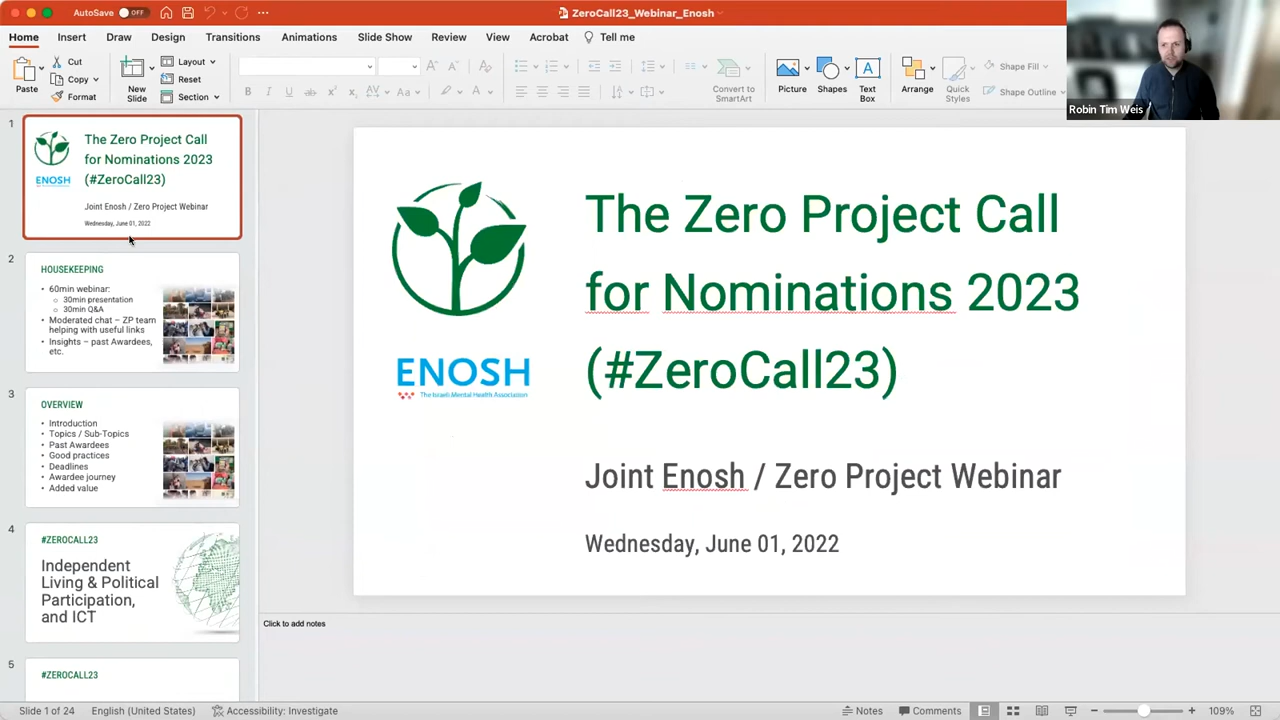 AutoSave OFF
ZeroCall23_Webinar_Enosh
Home Insert Draw Design Transitions Animations Slide Show Review View Acrobat Tell me
Paste
Cut
Copy
Format
New Slide
Layout
Reset
Section
Convert to SmartArt
Picture
Shapes
Text Box
Arrange
Quick Styles
Shape Fill
Shape Outline
Robin Tim Weis
1
The Zero Project Call
for Nominations 2023
(#ZeroCall23)
ENOSH
Joint Enosh / Zero Project Webinar
Wednesday, June 01, 2022
2
HOUSEKEEPING
• 60min webinar:
○ 30min presentation
○ 30min Q&A
• Moderated chat – ZP team
helping with useful links
• Insights – past Awardees,
etc.
3
OVERVIEW
• Introduction
• Topics / Sub-Topics
• Past Awardees
• Good practices
• Deadlines
• Awardee journey
• Added value
4
#ZEROCALL23
Independent
Living & Political
Participation,
and ICT
5
#ZEROCALL23
The Zero Project Call
for Nominations 2023
(#ZeroCall23)
ENOSH
The Israeli Mental Health Association
Joint Enosh / Zero Project Webinar
Wednesday, June 01, 2022
Click to add notes
Slide 1 of 24 English (United States) Accessibility: Investigate Notes Comments 109%